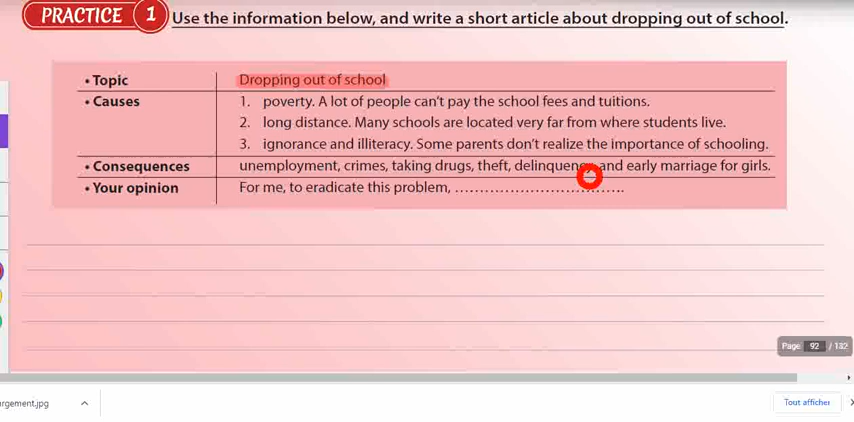 PRACTICE 1 Use the information below, and write a short article about dropping out of school.
• Topic Dropping out of school
• Causes 1. poverty. A lot of people can't pay the school fees and tuitions.
2. long distance. Many schools are located very far from where students live.
3. ignorance and illiteracy. Some parents don't realize the importance of schooling.
• Consequences unemployment, crimes, taking drugs, theft, delinquency and early marriage for girls.
• Your opinion For me, to eradicate this problem, ......................................
Page 92 / 132
rgement.jpg
Tout afficher